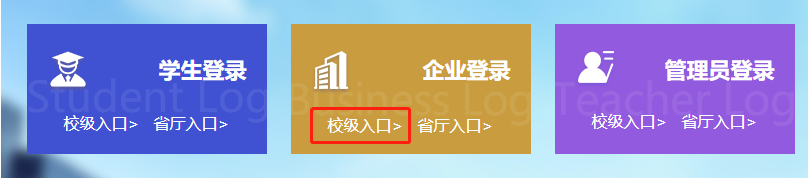 学生登录
Student Log
校级入口> 省厅入口>
企业登录
Business Log
校级入口> 省厅入口>
管理员登录
Teacher Log
校级入口> 省厅入口>